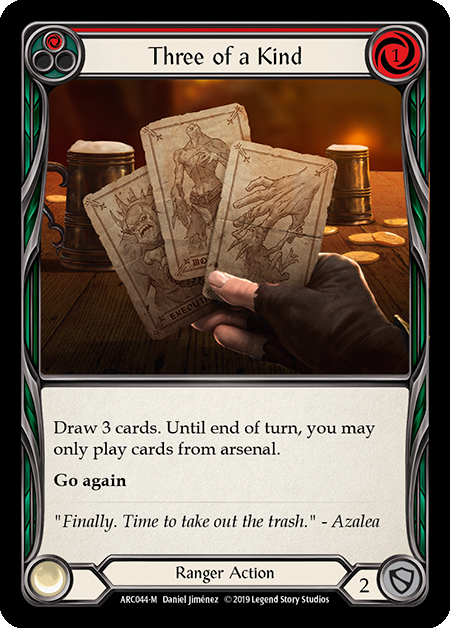 Three of a Kind
1
EXECUT
Draw 3 cards. Until end of turn, you may
only play cards from arsenal.
Go again
"Finally. Time to take out the trash." - Azalea
Ranger Action
2
ARC044-M Daniel Jiménez © 2019 Legend Story Studios